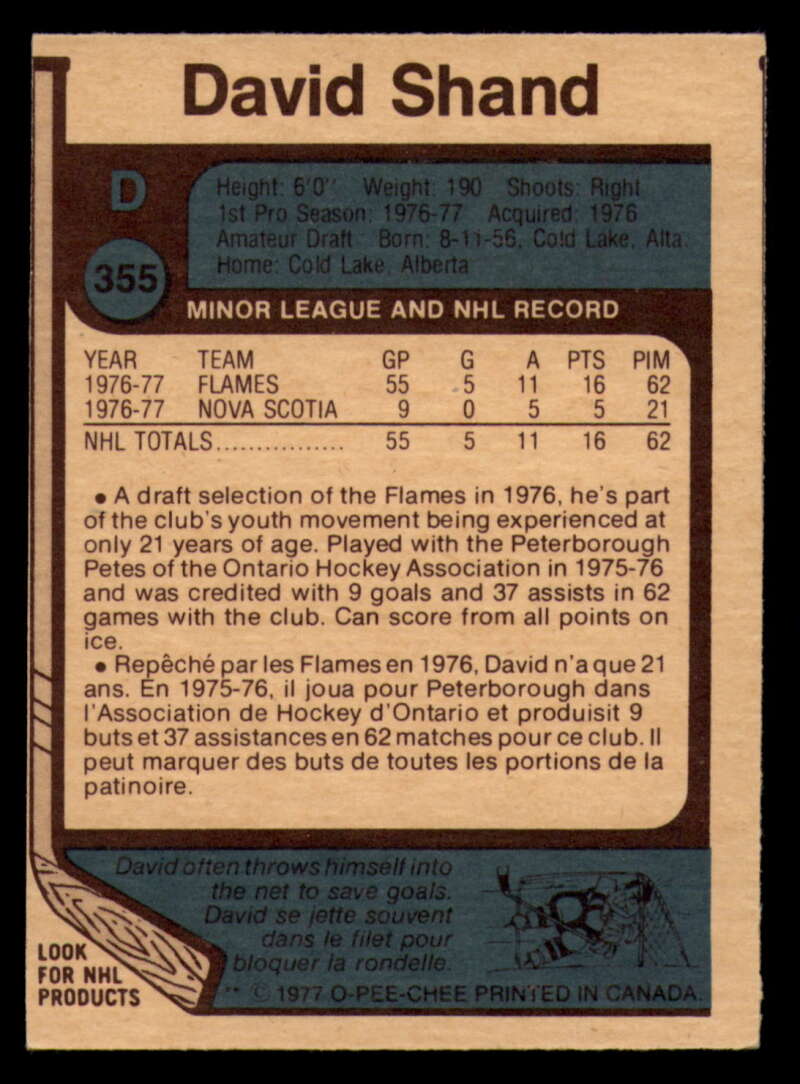 David Shand
D
355
Height: 6'0" Weight: 190 Shoots: Right
1st Pro Season: 1976-77 Acquired: 1976
Amateur Draft Born: 8-11-56, Cold Lake, Alta.
Home: Cold Lake, Alberta
MINOR LEAGUE AND NHL RECORD
YEAR TEAM GP G A PTS PIM
1976-77 FLAMES 55 5 11 16 62
1976-77 NOVA SCOTIA 9 0 5 5 21
NHL TOTALS................ 55 5 11 16 62
• A draft selection of the Flames in 1976, he's part
of the club's youth movement being experienced at
only 21 years of age. Played with the Peterborough
Petes of the Ontario Hockey Association in 1975-76
and was credited with 9 goals and 37 assists in 62
games with the club. Can score from all points on
ice.
• Repêché par les Flames en 1976, David n'a que 21
ans. En 1975-76, il joua pour Peterborough dans
l'Association de Hockey d'Ontario et produisit 9
buts et 37 assistances en 62 matches pour ce club. Il
peut marquer des buts de toutes les portions de la
patinoire.
David often throws himself into
the net to save goals.
David se jette souvent
dans le filet pour
bloquer la rondelle.
LOOK
FOR NHL
PRODUCTS
** © 1977 O-PEE-CHEE PRINTED IN CANADA.